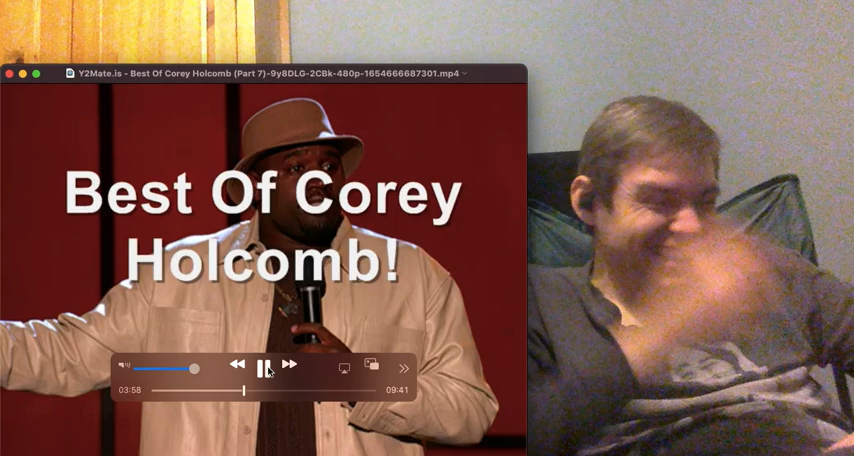 Y2Mate.is - Best Of Corey Holcomb (Part 7)-9y8DLG-2CBk-480p-1654666687301.mp4
Best Of Corey
Holcomb!
03:58
09:41